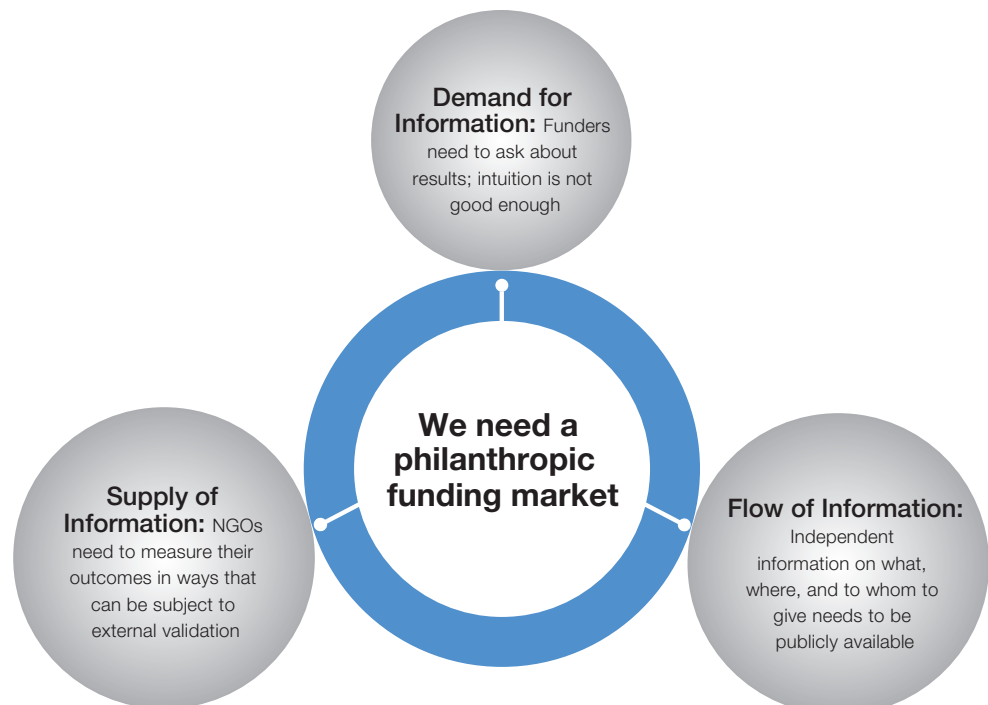 Demand for
Information: Funders
need to ask about
results; intuition is not
good enough
We need a
philanthropic
funding market
Supply of
Information: NGOs
need to measure their
outcomes in ways that
can be subject to
external validation
Flow of Information:
Independent
information on what,
where, and to whom to
give needs to be
publicly available